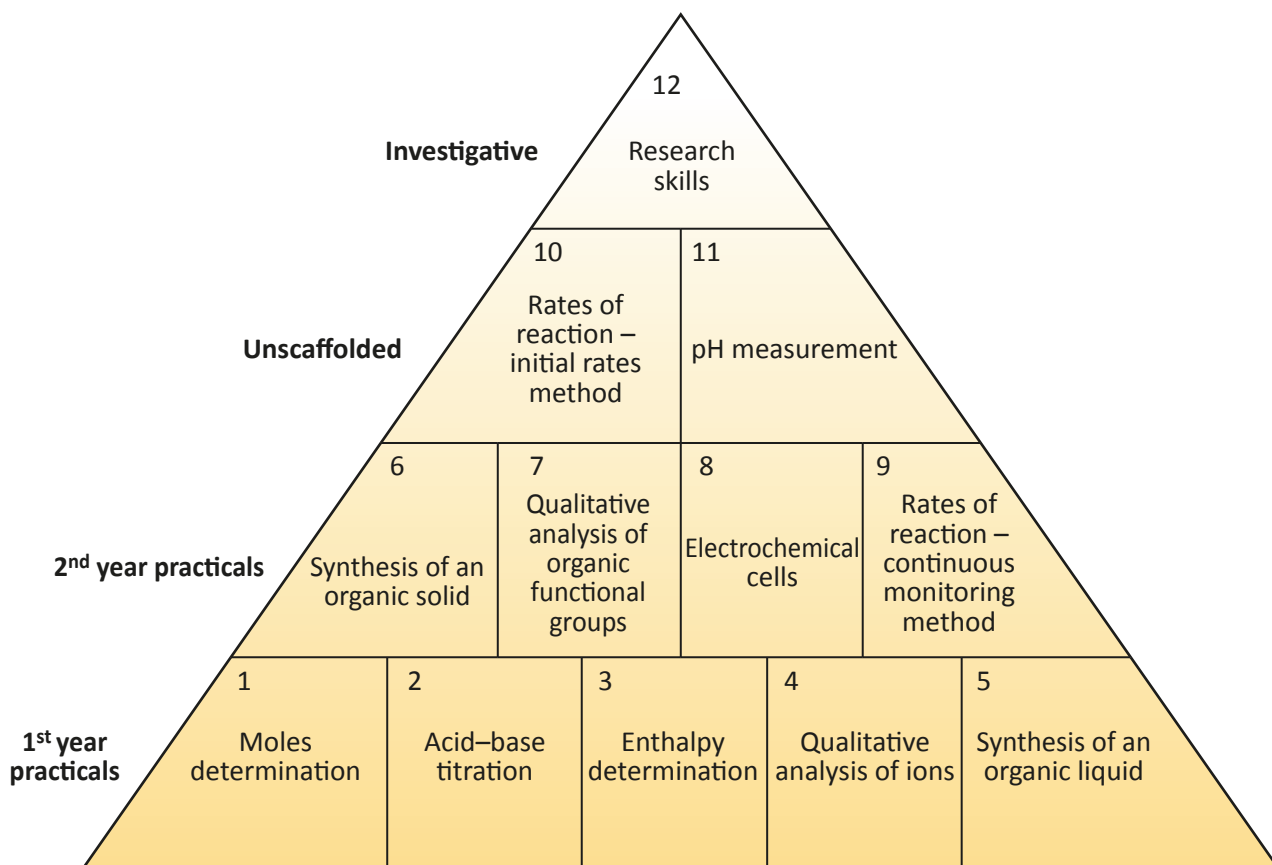 12
Investigative
Research
skills
10
11
Rates of
reaction –
initial rates
method
Unscaffolded
pH measurement
6
7
8
9
Synthesis of an
organic solid
Qualitative
analysis of
organic
functional
groups
Electrochemical
cells
Rates of
reaction –
continuous
monitoring
method
2nd year practicals
1
2
3
4
5
1st year
practicals
Moles
determination
Acid–base
titration
Enthalpy
determination
Qualitative
analysis of ions
Synthesis of an
organic liquid